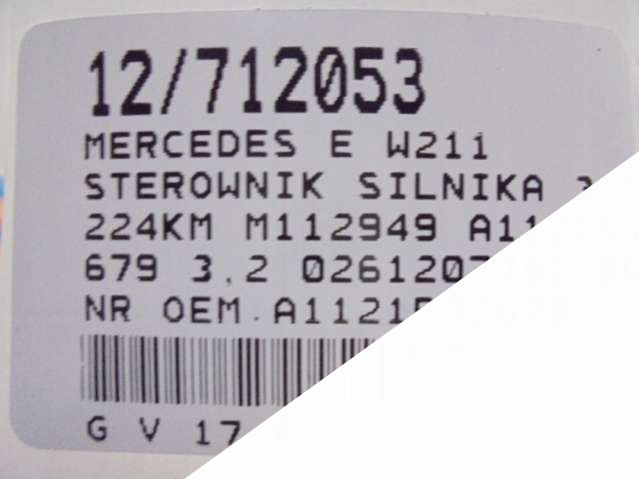 12/712053
MERCEDES E W211
STEROWNIK SILNIKA
224KM M112949
679 3,2
NR OEM.
G V 17